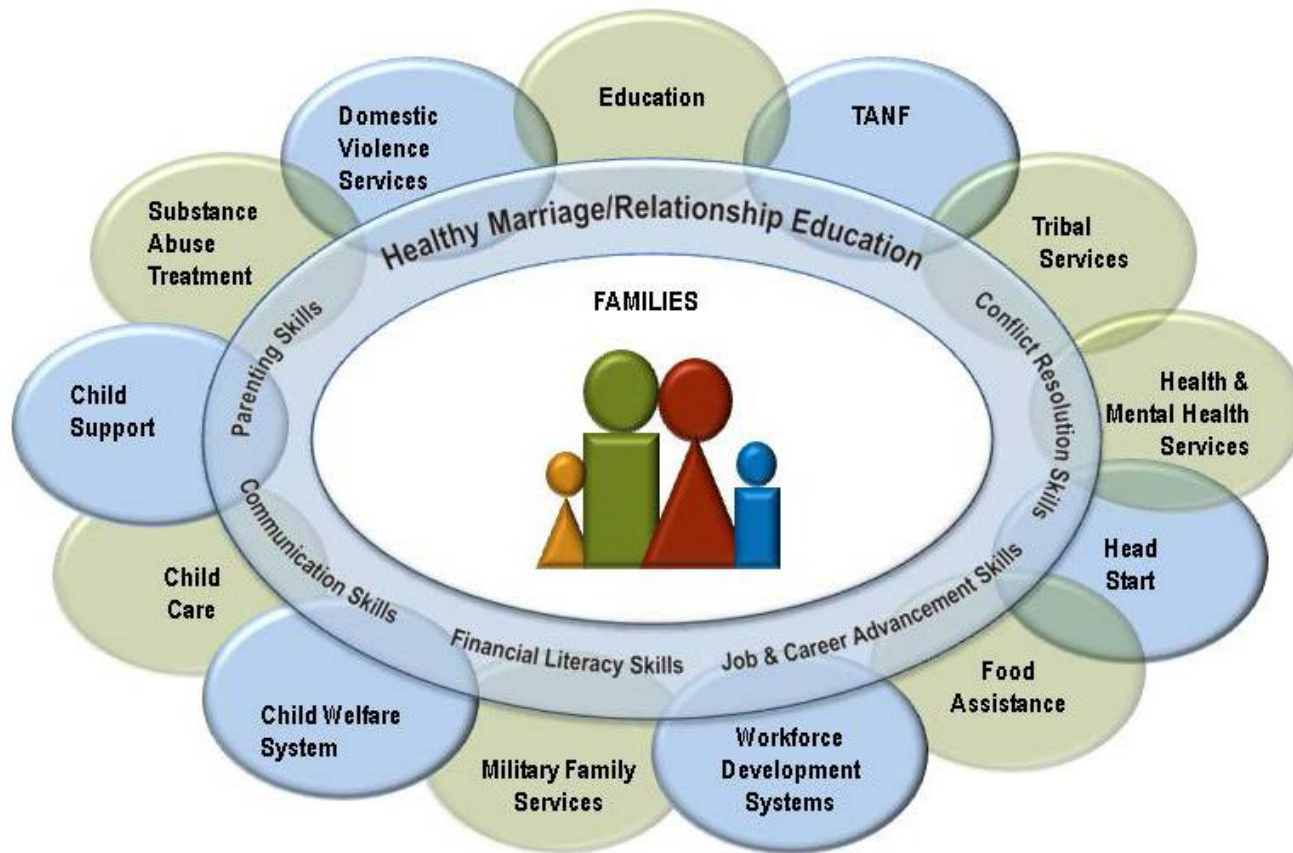 Education
TANF
Domestic
Violence
Services
Substance
Abuse
Treatment
Healthy Marriage/Relationship Education
Tribal
Services
FAMILIES
Parenting Skills
Conflict Resolution Skills
Child
Support
Health &
Mental Health
Services
Communication Skills
Head
Start
Child
Care
Financial Literacy Skills
Job & Career Advancement Skills
Food
Assistance
Child Welfare
System
Military Family
Services
Workforce
Development
Systems